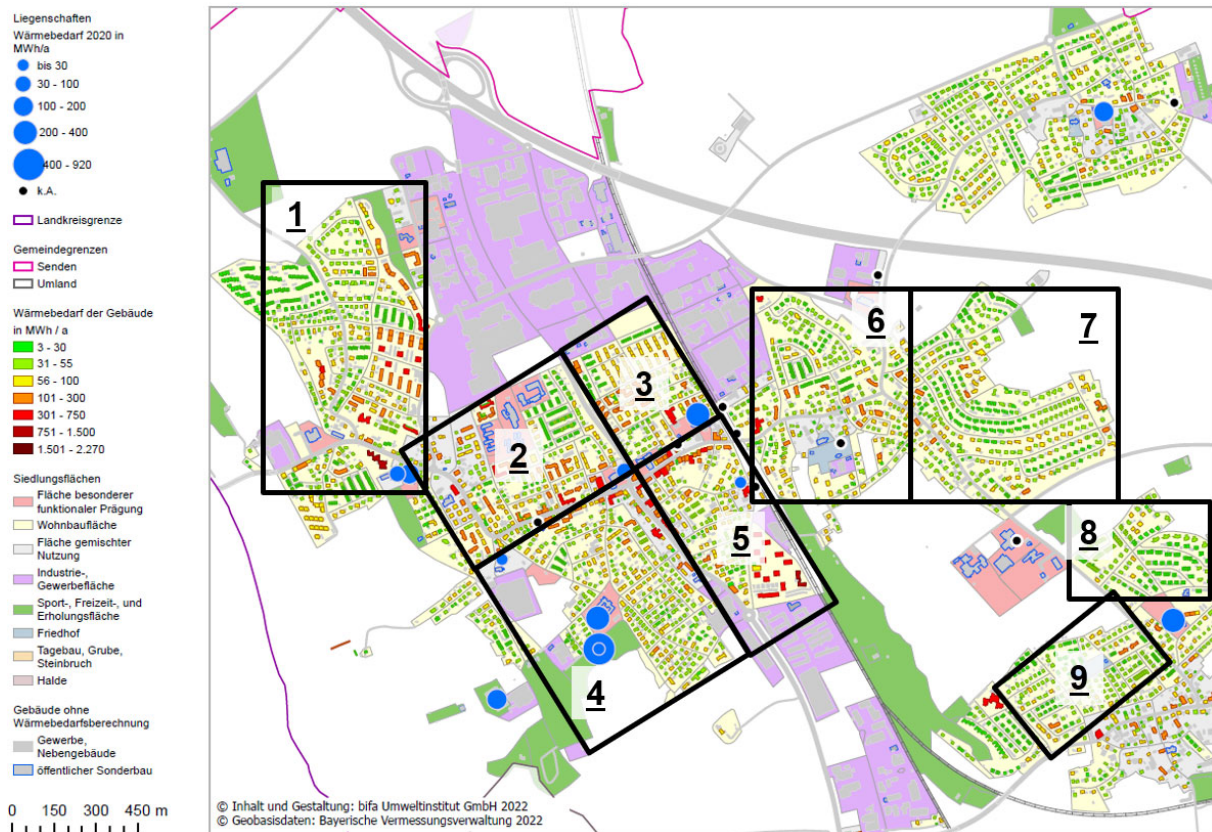 Liegenschaften
Wärmebedarf 2020 in
MWh/a
bis 30
30 - 100
100 - 200
200 - 400
400 - 920
k.A.
Landkreisgrenze
Gemeindegrenzen
Senden
Umland
Wärmebedarf der Gebäude
in MWh / a
3 - 30
31 - 55
56 - 100
101 - 300
301 - 750
751 - 1.500
1.501 - 2.270
Siedlungsflächen
Fläche besonderer
funktionaler Prägung
Wohnbaufläche
Fläche gemischter
Nutzung
Industrie-,
Gewerbefläche
Sport-, Freizeit-, und
Erholungsfläche
Friedhof
Tagebau, Grube,
Steinbruch
Halde
Gebäude ohne
Wärmebedarfsberechnung
Gewerbe,
Nebengebäude
öffentlicher Sonderbau
0 150 300 450 m
1
2
3
4
5
6
7
8
9
© Inhalt und Gestaltung: bifa Umweltinstitut GmbH 2022
© Geobasisdaten: Bayerische Vermessungsverwaltung 2022